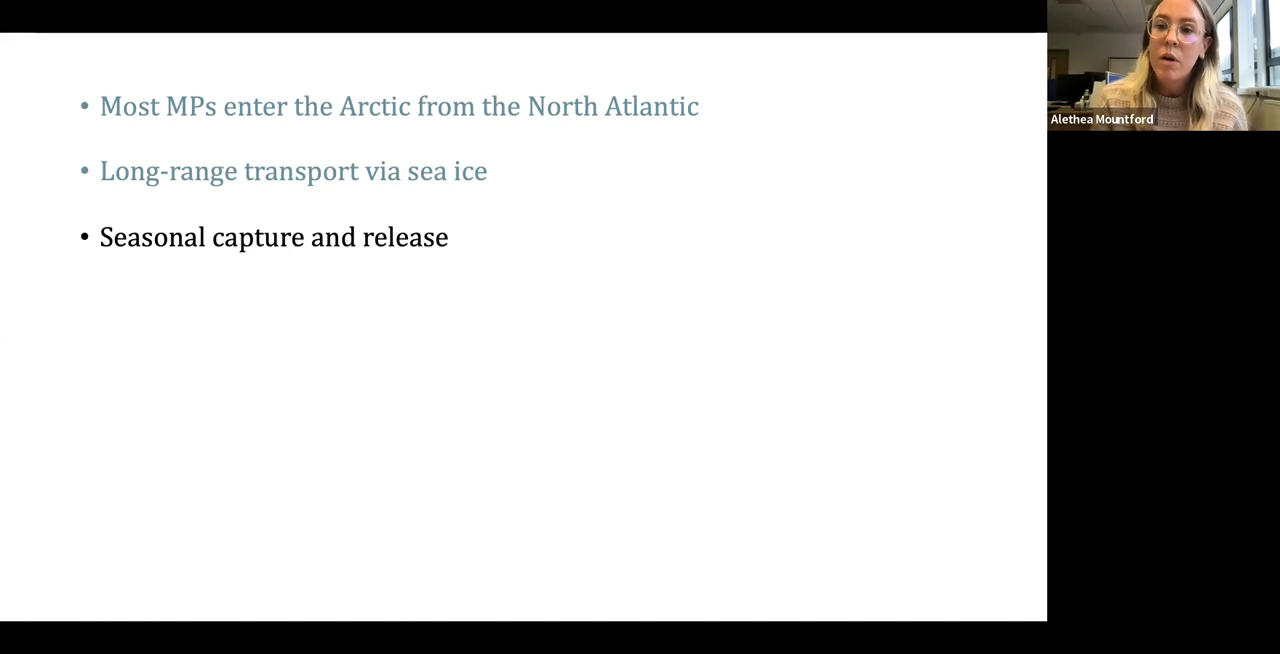 • Most MPs enter the Arctic from the North Atlantic
• Long-range transport via sea ice
• Seasonal capture and release
Alethea Mountford